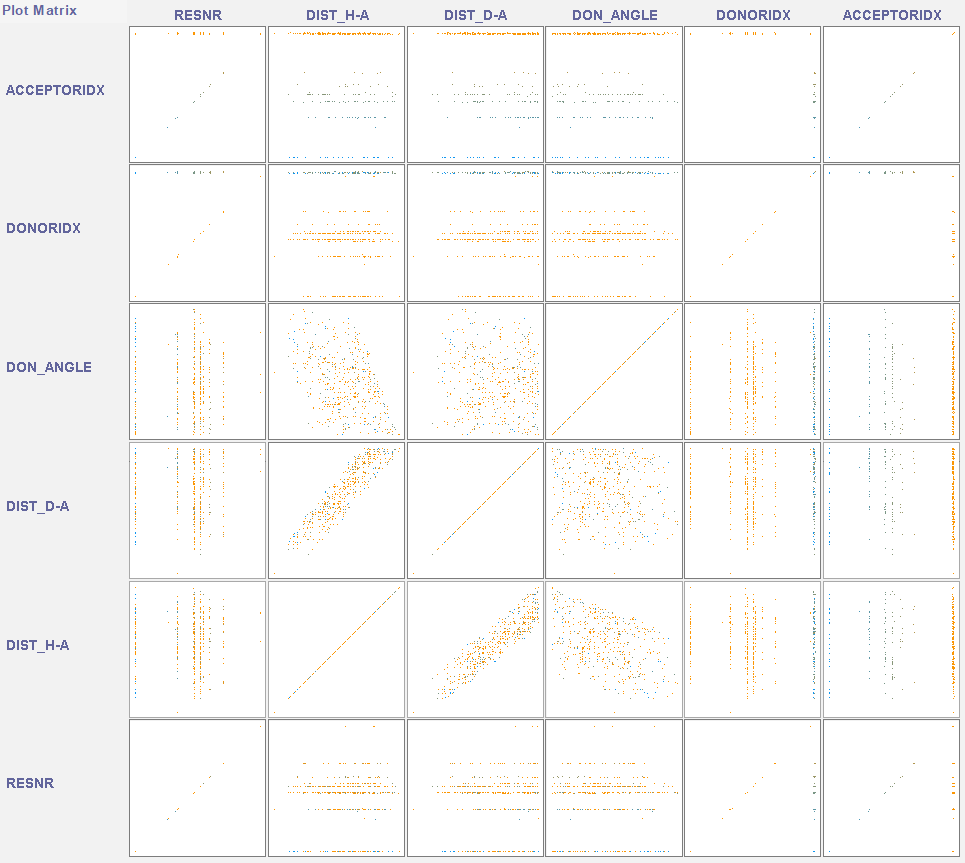 Plot Matrix
RESNR DIST_H-A DIST_D-A DON_ANGLE DONORIDX ACCEPTORIDX
ACCEPTORIDX
DONORIDX
DON_ANGLE
DIST_D-A
DIST_H-A
RESNR